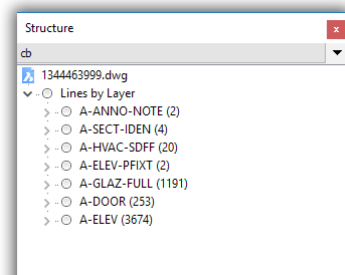 Structure
x
cb
1344463999.dwg
Lines by Layer
A-ANNO-NOTE (2)
A-SECT-IDEN (4)
A-HVAC-SDFF (20)
A-ELEV-PFIXT (2)
A-GLAZ-FULL (1191)
A-DOOR (253)
A-ELEV (3674)